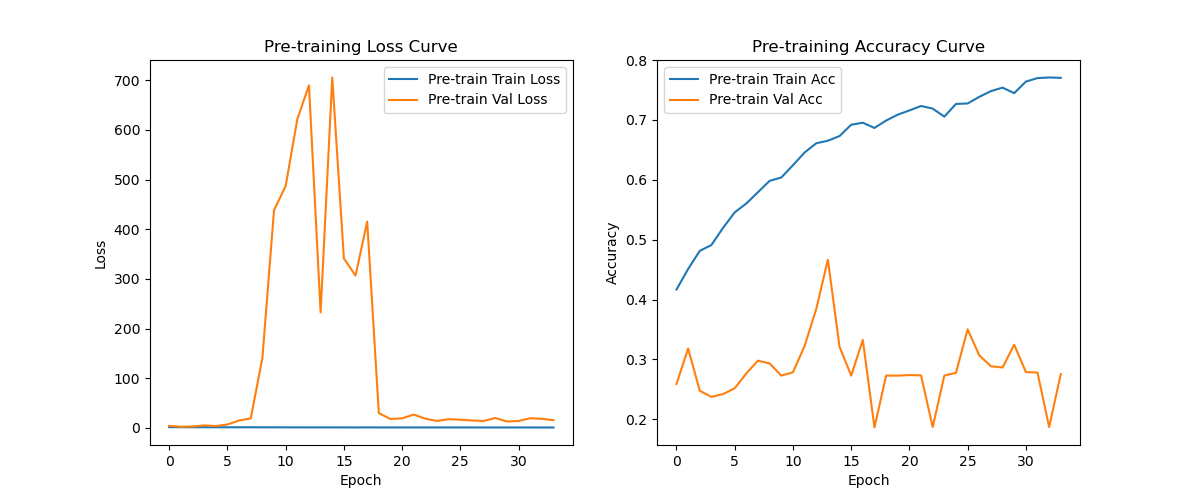 Pre-training Loss Curve
Pre-train Train Loss
Pre-train Val Loss
Loss
700
600
500
400
300
200
100
0
0 5 10 15 20 25 30
Epoch
Pre-training Accuracy Curve
Pre-train Train Acc
Pre-train Val Acc
Accuracy
0.8
0.7
0.6
0.5
0.4
0.3
0.2
0 5 10 15 20 25 30
Epoch